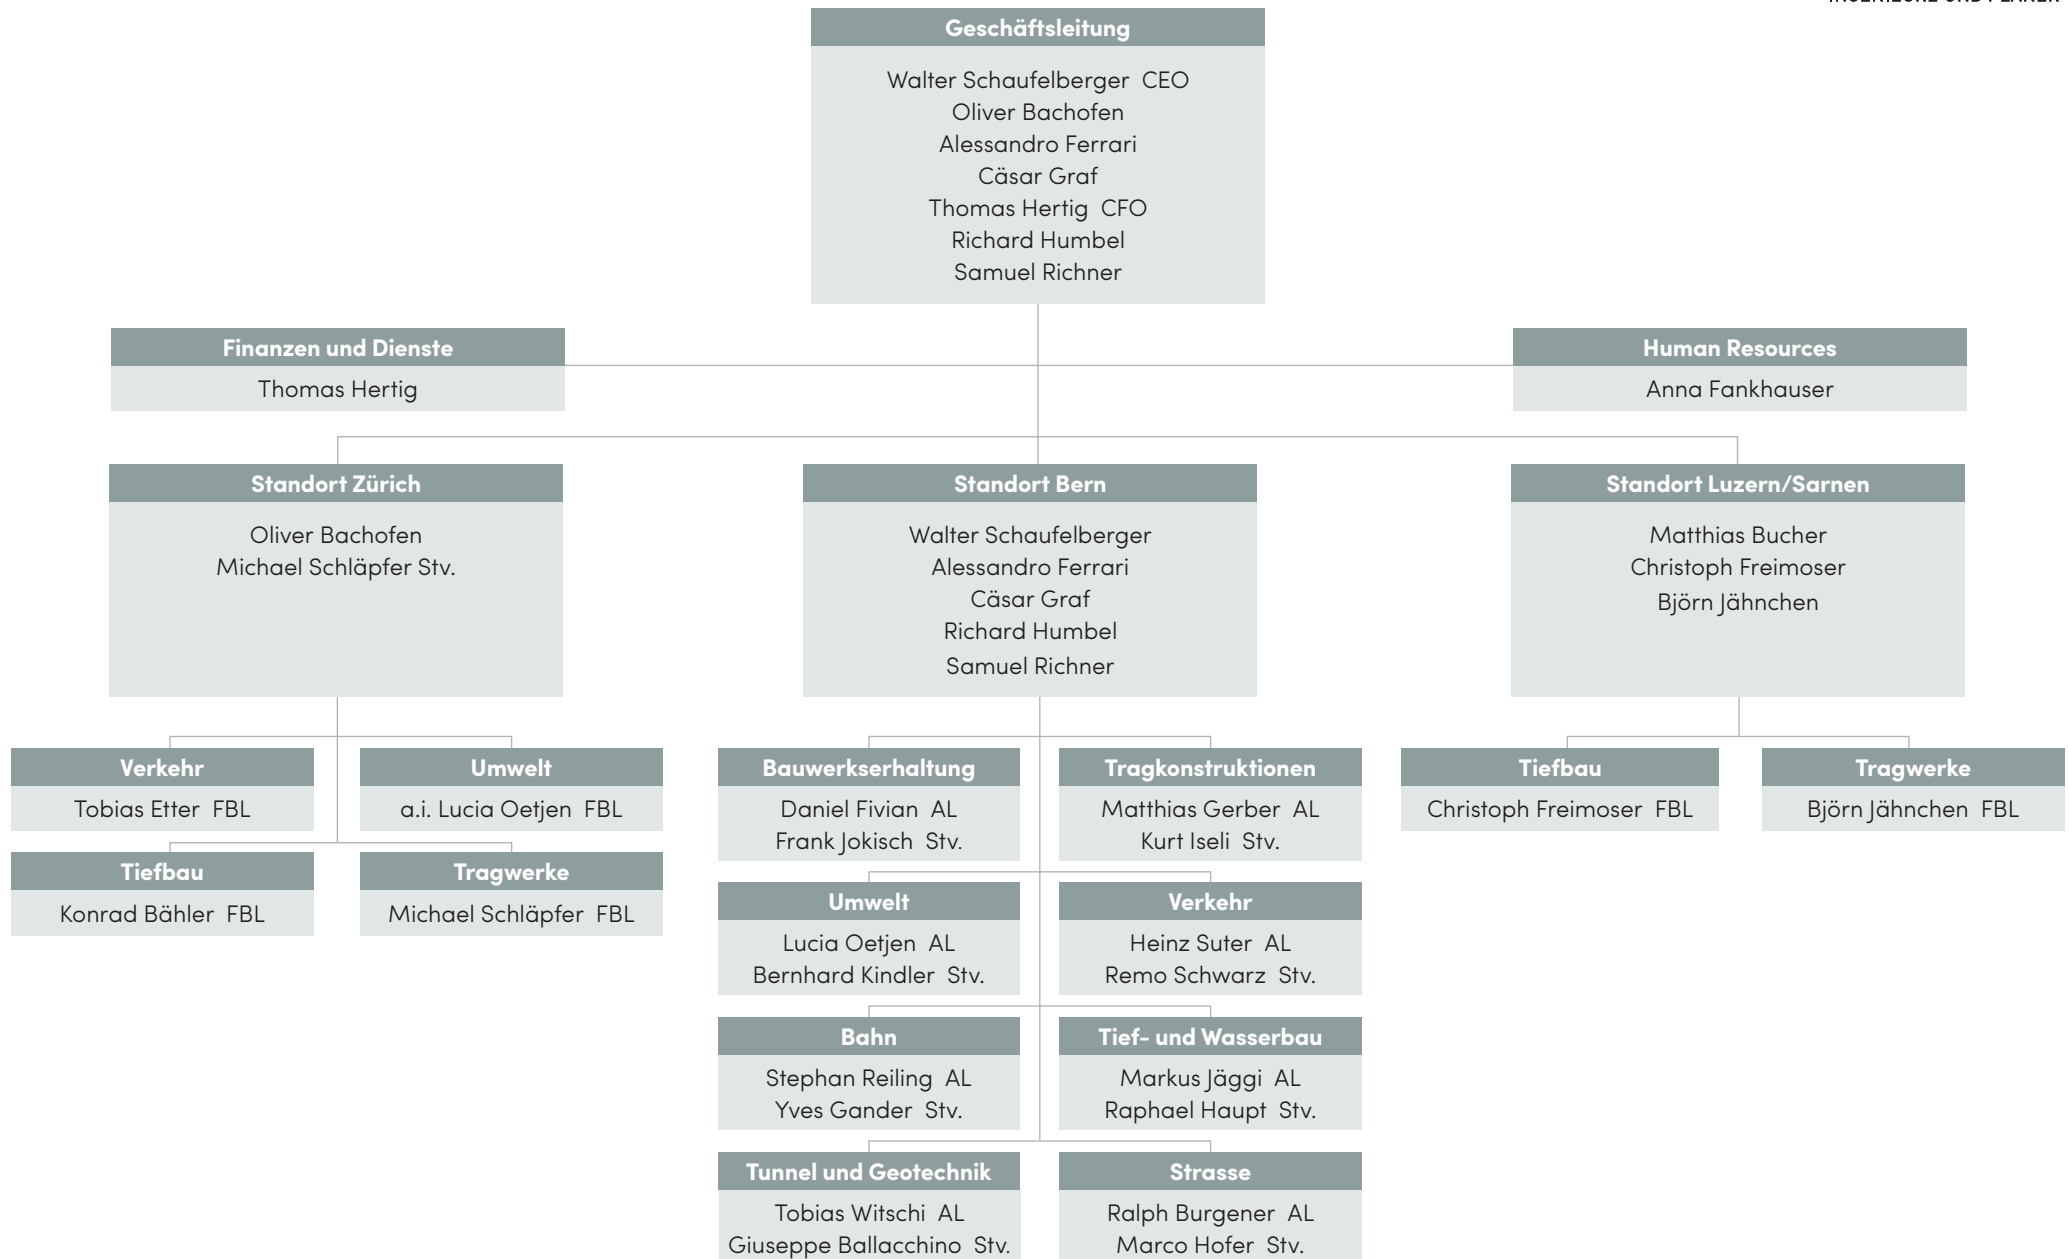 INGENIEURE UND PLANER
Geschäftsleitung
Walter Schaufelberger CEO
Oliver Bachofen
Alessandro Ferrari
Cäsar Graf
Thomas Hertig CFO
Richard Humbel
Samuel Richner
Finanzen und Dienste
Thomas Hertig
Human Resources
Anna Fankhauser
Standort Zürich
Oliver Bachofen
Michael Schläpfer Stv.
Standort Bern
Walter Schaufelberger
Alessandro Ferrari
Cäsar Graf
Richard Humbel
Samuel Richner
Standort Luzern/Sarnen
Matthias Bucher
Christoph Freimoser
Björn Jähnchen
Verkehr
Tobias Etter FBL
Umwelt
a.i. Lucia Oetjen FBL
Tiefbau
Konrad Bähler FBL
Tragwerke
Michael Schläpfer FBL
Bauwerkserhaltung
Daniel Fivian AL
Frank Jokisch Stv.
Tragkonstruktionen
Matthias Gerber AL
Kurt Iseli Stv.
Umwelt
Lucia Oetjen AL
Bernhard Kindler Stv.
Verkehr
Heinz Suter AL
Remo Schwarz Stv.
Bahn
Stephan Reiling AL
Yves Gander Stv.
Tief- und Wasserbau
Markus Jäggi AL
Raphael Haupt Stv.
Tunnel und Geotechnik
Tobias Witschi AL
Giuseppe Ballacchino Stv.
Strasse
Ralph Burgener AL
Marco Hofer Stv.
Tiefbau
Christoph Freimoser FBL
Tragwerke
Björn Jähnchen FBL